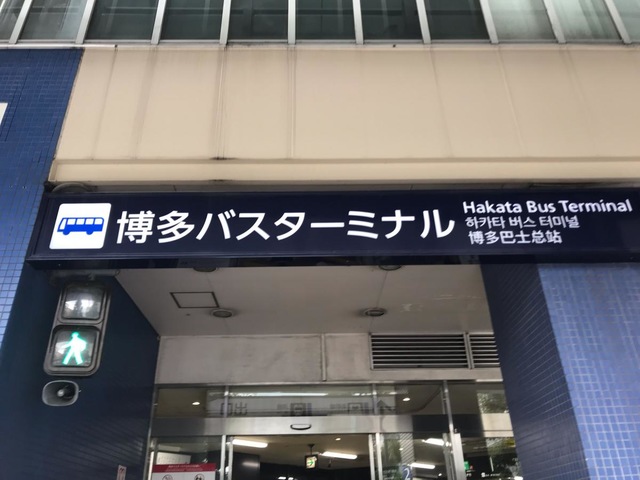 博多バスターミナル
Hakata Bus Terminal
하카타 버스 터미널
博多巴士总站